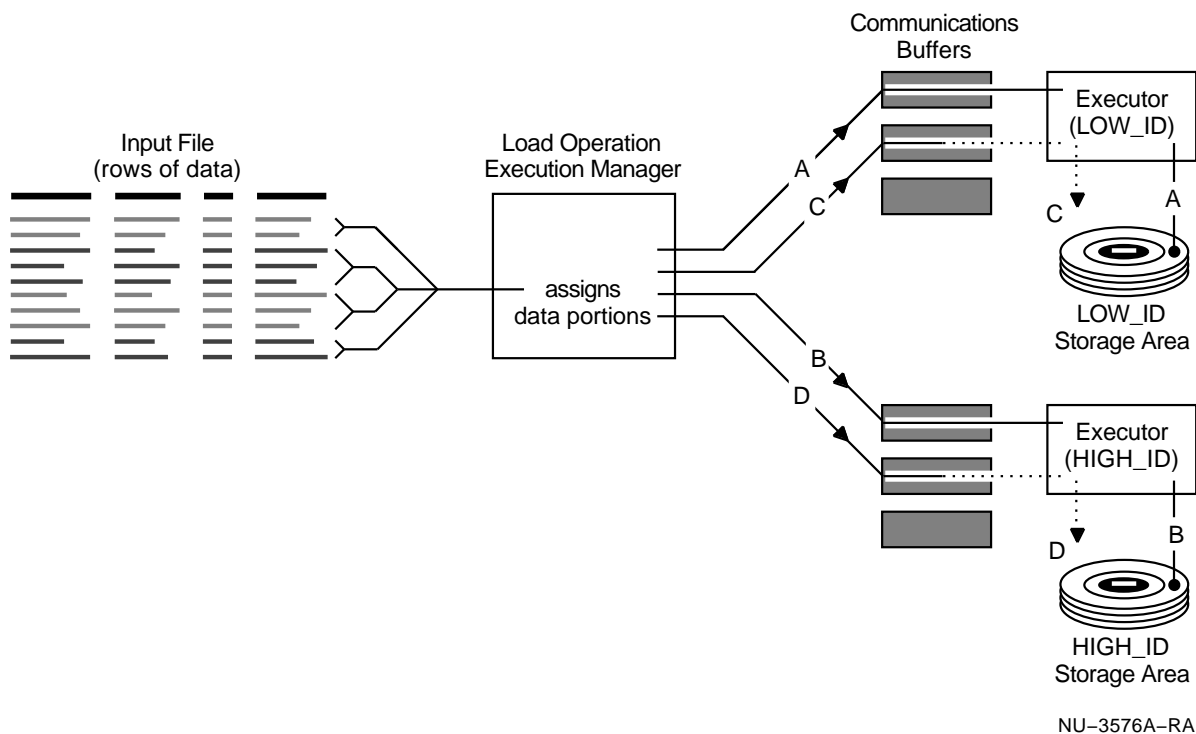 Communications
Buffers
Input File
(rows of data)
Load Operation
Execution Manager
assigns
data portions
A
C
B
D
Executor
(LOW_ID)
C
A
LOW_ID
Storage Area
Executor
(HIGH_ID)
D
B
HIGH_ID
Storage Area
NU−3576A−RA